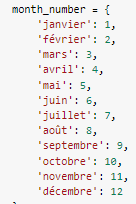 month_number = {
'janvier': 1,
'février': 2,
'mars': 3,
'avril': 4,
'mai': 5,
'juin': 6,
'juillet': 7,
'août': 8,
'septembre': 9,
'octobre': 10,
'novembre': 11,
'décembre': 12